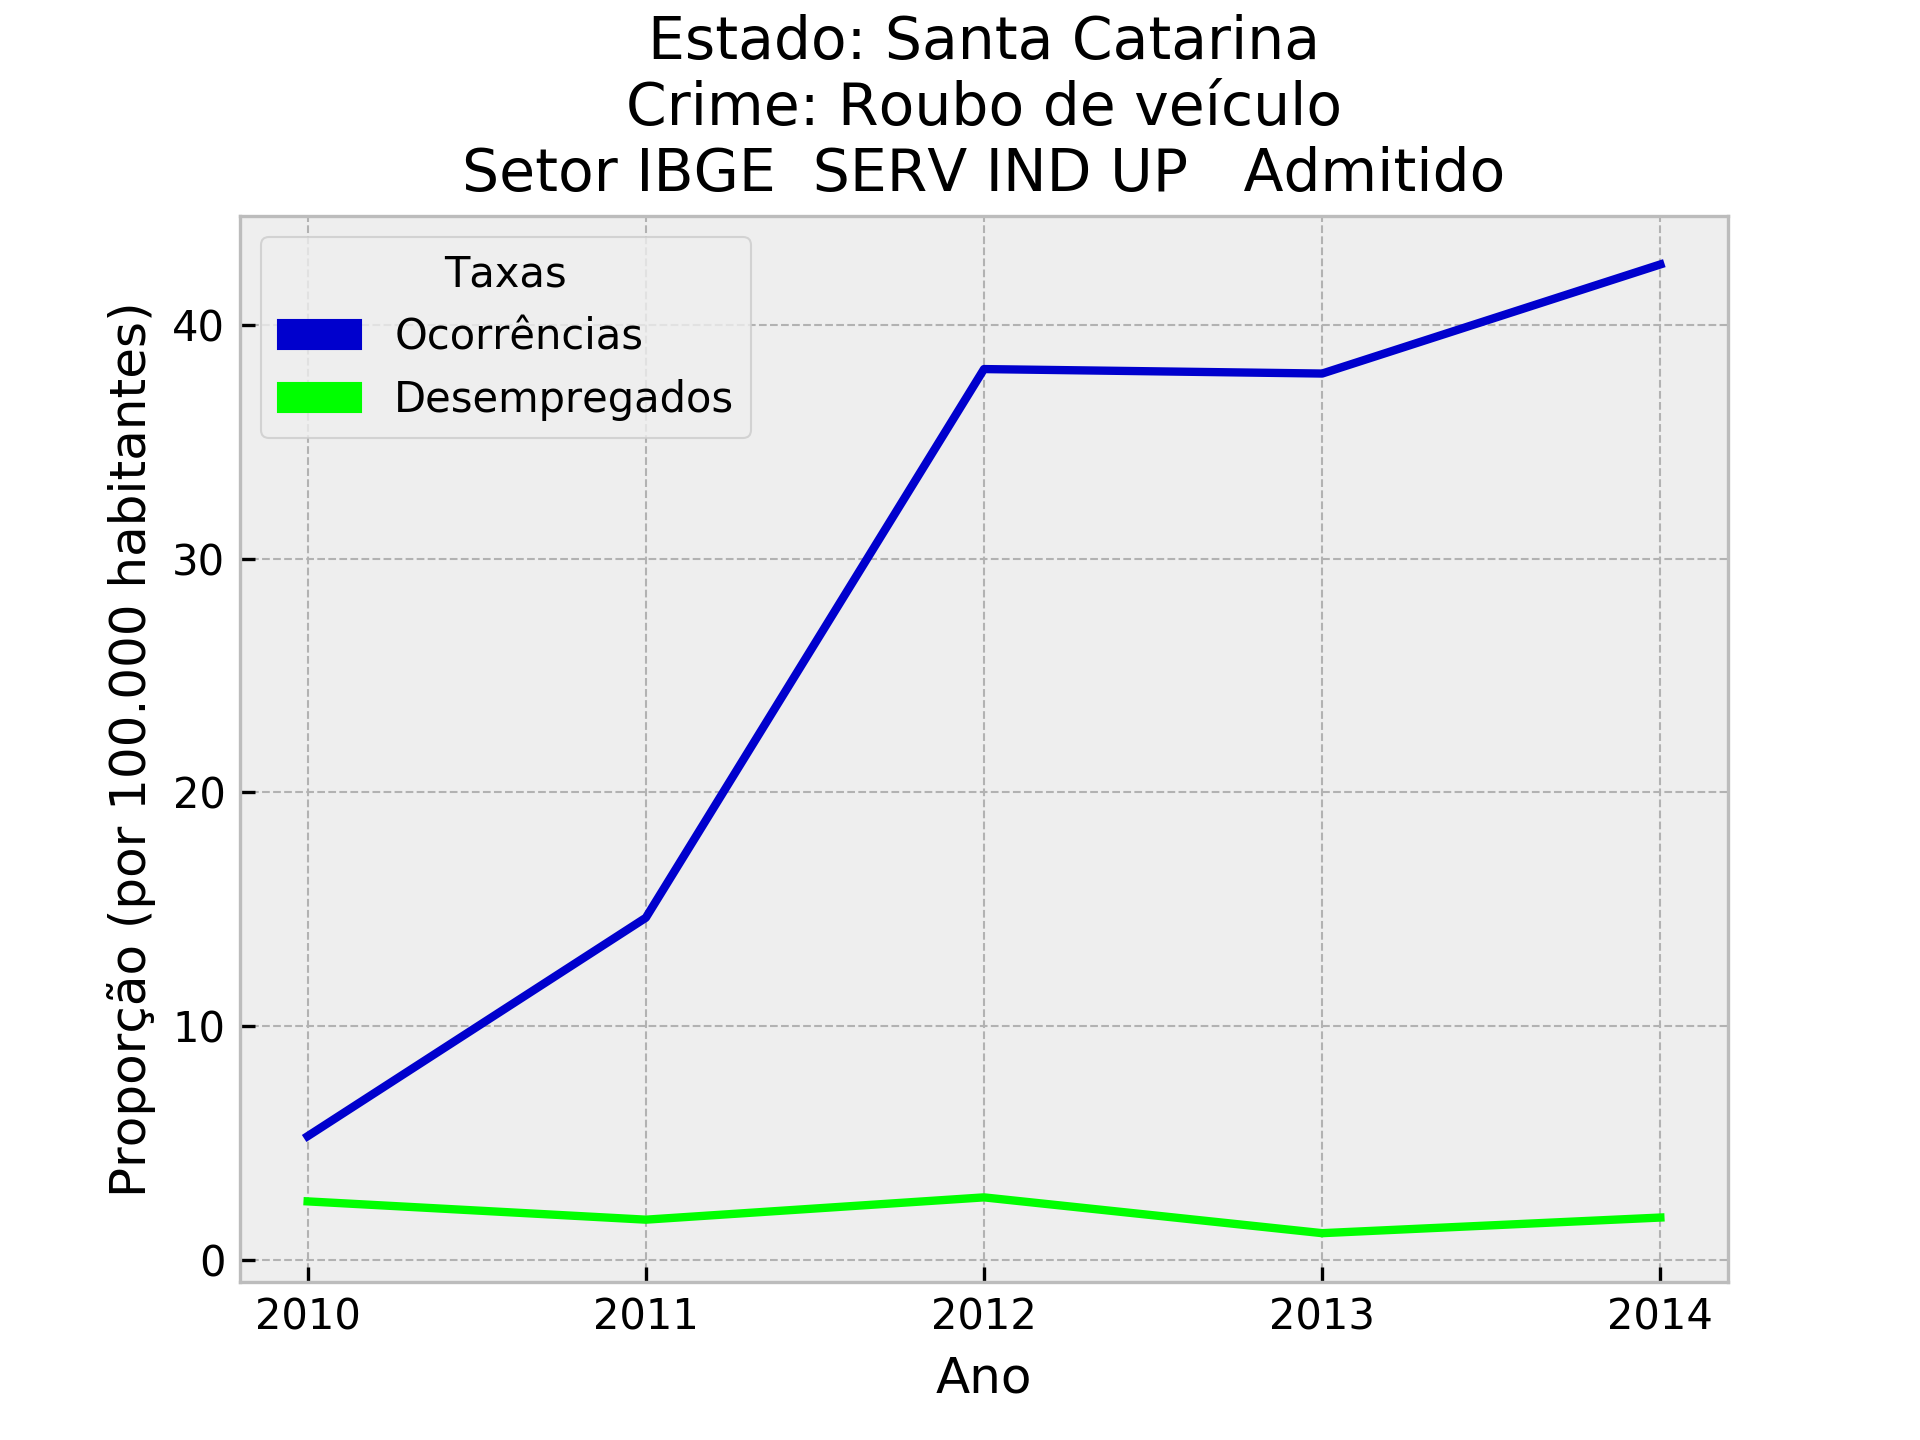 Estado: Santa Catarina
Crime: Roubo de veículo
Setor IBGE  SERV IND UP   Admitido
Taxas
Ocorrências
Desempregados
Proporção (por 100.000 habitantes)
40
30
20
10
0
2010 2011 2012 2013 2014
Ano